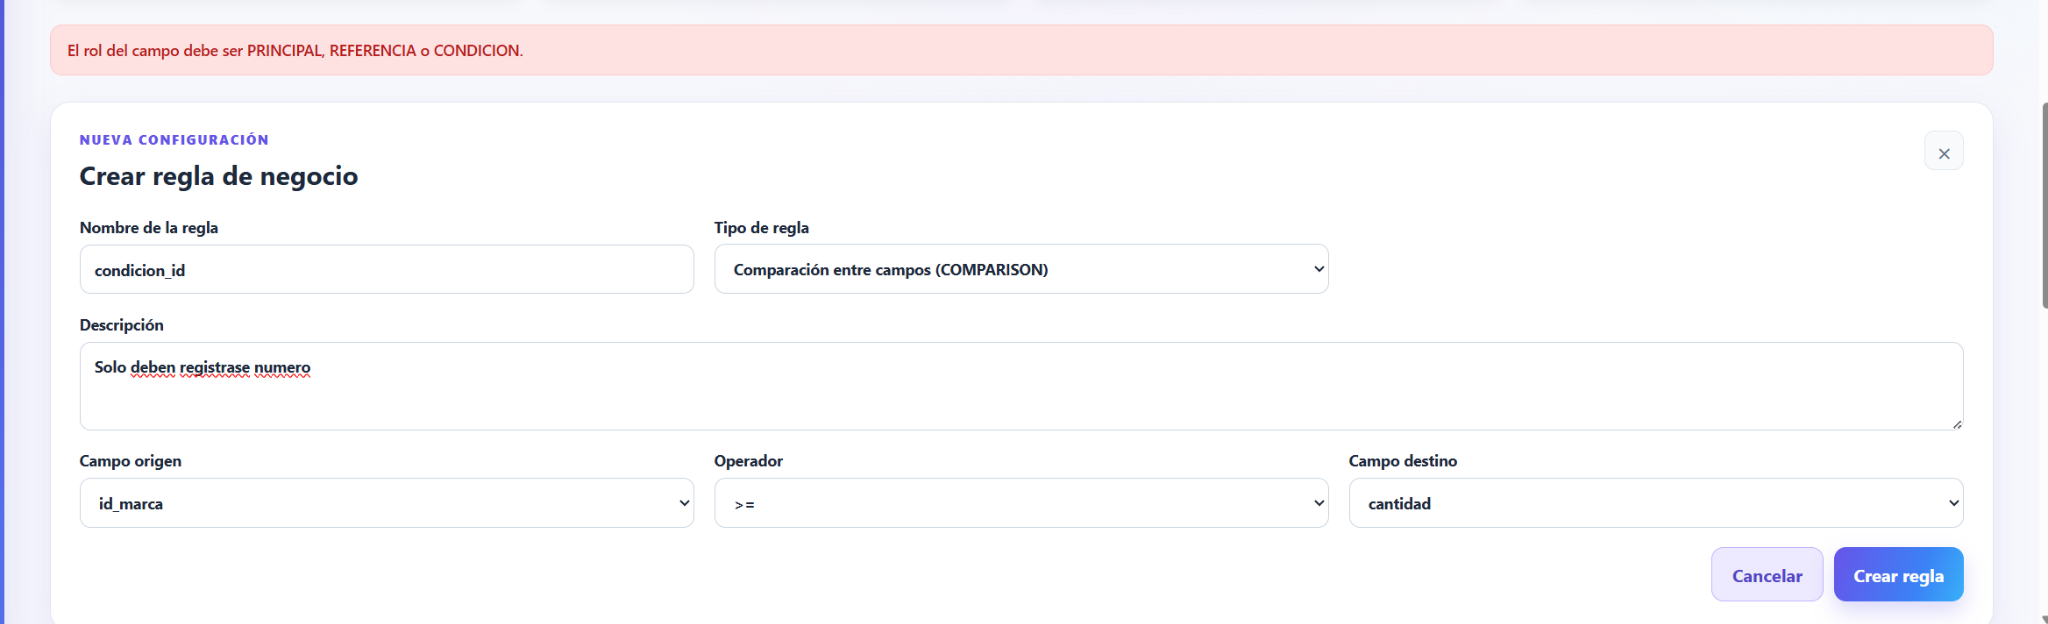 El rol del campo debe ser PRINCIPAL, REFERENCIA o CONDICION.
NUEVA CONFIGURACIÓN
Crear regla de negocio
Nombre de la regla
Tipo de regla
condicion_id
Comparación entre campos (COMPARISON)
Descripción
Solo deben registrase numero
Campo origen
Operador
Campo destino
id_marca
>=
cantidad
Cancelar
Crear regla